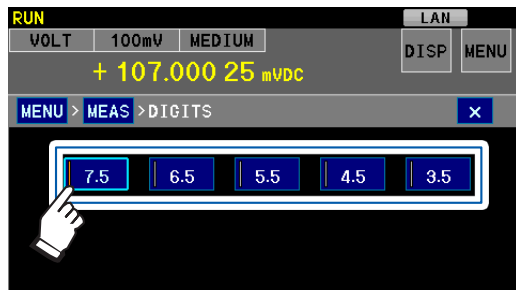 RUN LAN
VOLT 100mV MEDIUM DISP MENU
+ 107.000 25 mVDC
MENU > MEAS >DIGITS ×
7.5 6.5 5.5 4.5 3.5